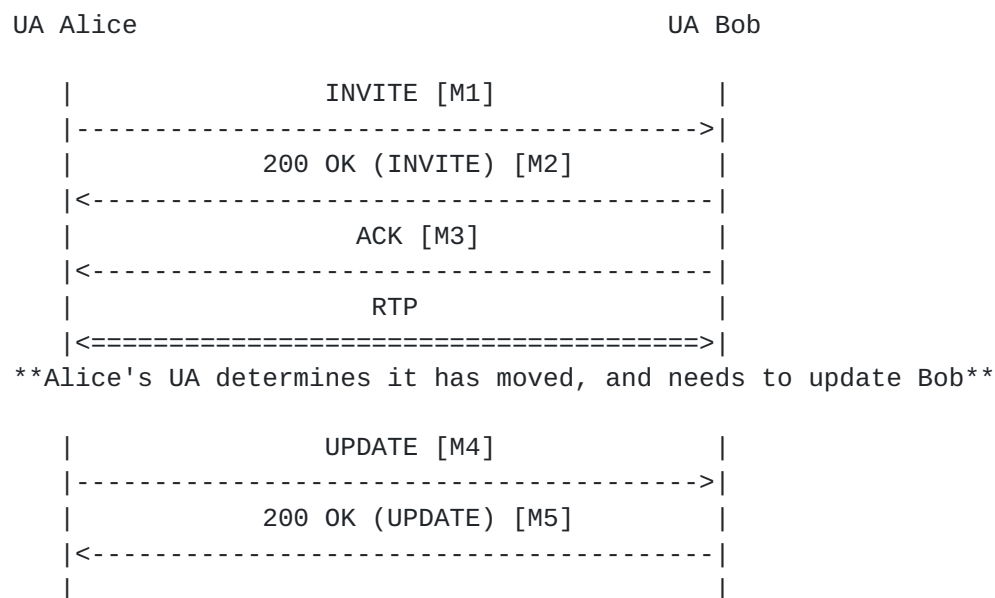 UA Alice                                  UA Bob
   |                INVITE [M1]              |
   |---------------------------------------->|
   |            200 OK (INVITE) [M2]         |
   |<----------------------------------------|
   |                  ACK [M3]               |
   |<----------------------------------------|
   |                   RTP                   |
   |<=======================================>|
**Alice's UA determines it has moved, and needs to update Bob**
   |                UPDATE [M4]              |
   |---------------------------------------->|
   |            200 OK (UPDATE) [M5]         |
   |<----------------------------------------|
   |                                         |